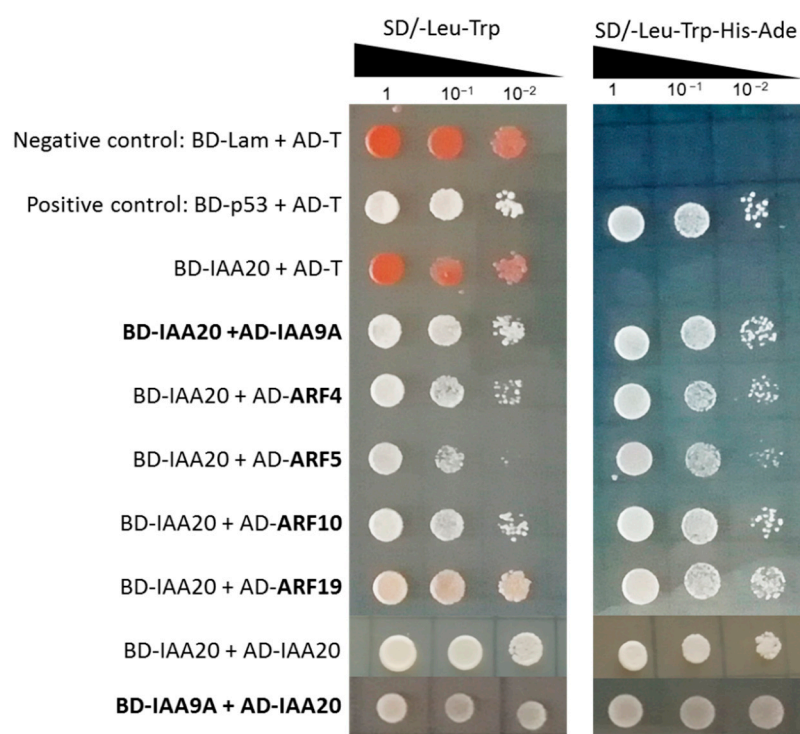 SD/-Leu-Trp
SD/-Leu-Trp-His-Ade
1 10⁻¹ 10⁻²
1 10⁻¹ 10⁻²
Negative control: BD-Lam + AD-T
Positive control: BD-p53 + AD-T
BD-IAA20 + AD-T
BD-IAA20 +AD-IAA9A
BD-IAA20 + AD-ARF4
BD-IAA20 + AD-ARF5
BD-IAA20 + AD-ARF10
BD-IAA20 + AD-ARF19
BD-IAA20 + AD-IAA20
BD-IAA9A + AD-IAA20